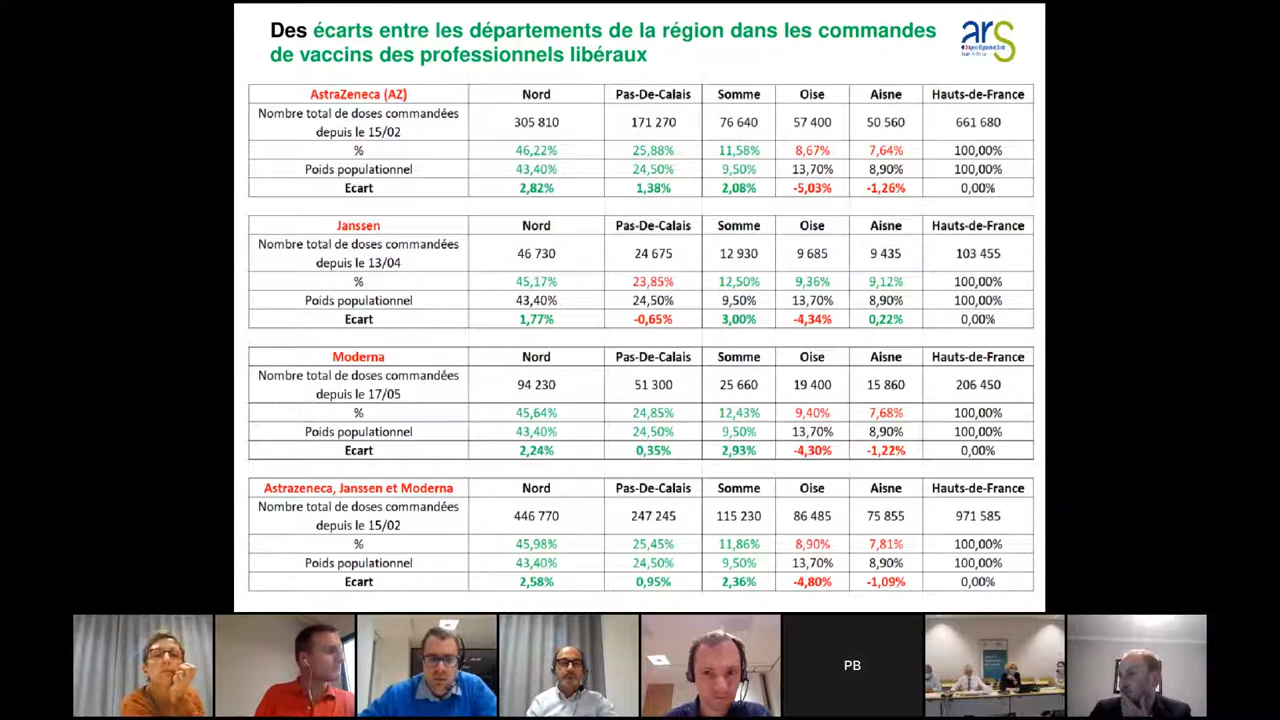 Des écarts entre les départements de la région dans les commandes
de vaccins des professionnels libéraux
ars
AstraZeneca (AZ) Nord Pas-De-Calais Somme Oise Aisne Hauts-de-France
Nombre total de doses commandées
depuis le 15/02 305 810 171 270 76 640 57 400 50 560 661 680
% 46,22% 25,88% 11,58% 8,67% 7,64% 100,00%
Poids populationnel 43,40% 24,50% 9,50% 13,70% 8,90% 100,00%
Ecart 2,82% 1,38% 2,08% -5,03% -1,26% 0,00%
Janssen Nord Pas-De-Calais Somme Oise Aisne Hauts-de-France
Nombre total de doses commandées
depuis le 13/04 46 730 24 675 12 930 9 685 9 435 103 455
% 45,17% 23,85% 12,50% 9,36% 9,12% 100,00%
Poids populationnel 43,40% 24,50% 9,50% 13,70% 8,90% 100,00%
Ecart 1,77% -0,65% 3,00% -4,34% 0,22% 0,00%
Moderna Nord Pas-De-Calais Somme Oise Aisne Hauts-de-France
Nombre total de doses commandées
depuis le 17/05 94 230 51 300 25 660 19 400 15 860 206 450
% 45,64% 24,85% 12,43% 9,40% 7,68% 100,00%
Poids populationnel 43,40% 24,50% 9,50% 13,70% 8,90% 100,00%
Ecart 2,24% 0,35% 2,93% -4,30% -1,22% 0,00%
Astrazeneca, Janssen et Moderna Nord Pas-De-Calais Somme Oise Aisne Hauts-de-France
Nombre total de doses commandées
depuis le 15/02 446 770 247 245 115 230 86 485 75 855 971 585
% 45,98% 25,45% 11,86% 8,90% 7,81% 100,00%
Poids populationnel 43,40% 24,50% 9,50% 13,70% 8,90% 100,00%
Ecart 2,58% 0,95% 2,36% -4,80% -1,09% 0,00%
PB